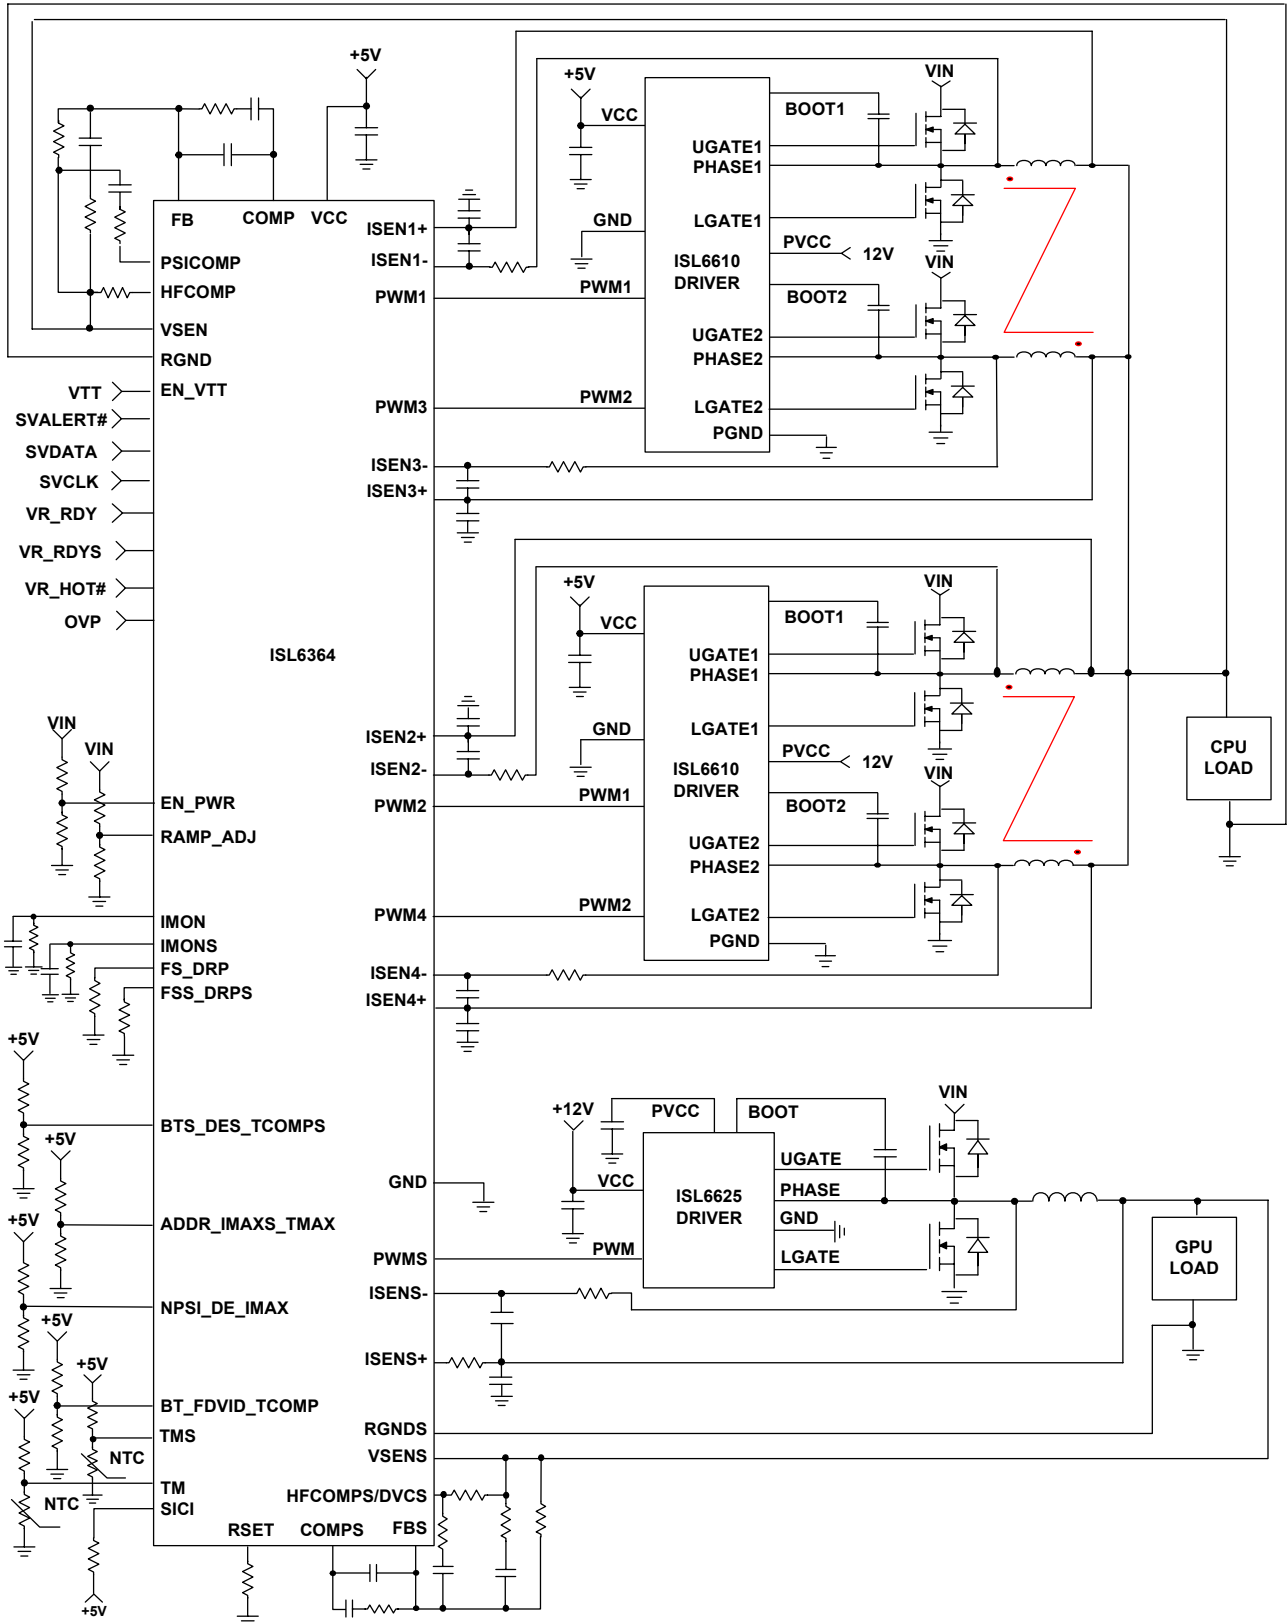 +5V
+5V
VIN
VCC
BOOT1
UGATE1
PHASE1
FB
COMP
VCC
ISEN1+
GND
LGATE1
ISEN1-
PSICOMP
ISL6610
DRIVER
PVCC
12V
VIN
HFCOMP
PWM1
PWM1
BOOT2
VSEN
UGATE2
RGND
PHASE2
VTT
EN_VTT
SVALERT#
PWM3
PWM2
LGATE2
PGND
SVDATA
ISEN3-
SVCLK
ISEN3+
VR_RDY
VR_RDYS
VR_HOT#
+5V
VIN
OVP
VCC
BOOT1
ISL6364
UGATE1
PHASE1
VIN
VIN
ISEN2+
GND
LGATE1
ISEN2-
ISL6610
DRIVER
PVCC
12V
VIN
CPU
LOAD
EN_PWR
PWM2
PWM1
BOOT2
RAMP_ADJ
UGATE2
PHASE2
IMON
PWM4
PWM2
LGATE2
IMONS
PGND
FS_DRP
ISEN4-
FSS_DRPS
ISEN4+
+5V
BTS_DES_TCOMPS
+12V
PVCC
BOOT
VIN
+5V
UGATE
GND
VCC
ISL6625
DRIVER
PHASE
+5V
ADDR_IMAXS_TMAX
GND
PWMS
PWM
LGATE
GPU
LOAD
ISENS-
NPSI_DE_IMAX
+5V
+5V
ISENS+
+5V
BT_FDVID_TCOMP
RGNDS
TMS
NTC
VSENS
TM
HFCOMPS/DVCS
NTC
SICI
RSET
COMPS
FBS
+5V